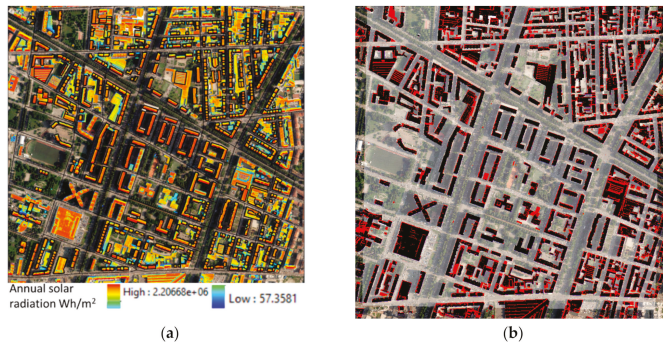 Annual solar
radiation Wh/m²
High : 2.20668e+06
Low : 57.3581
(a)
(b)